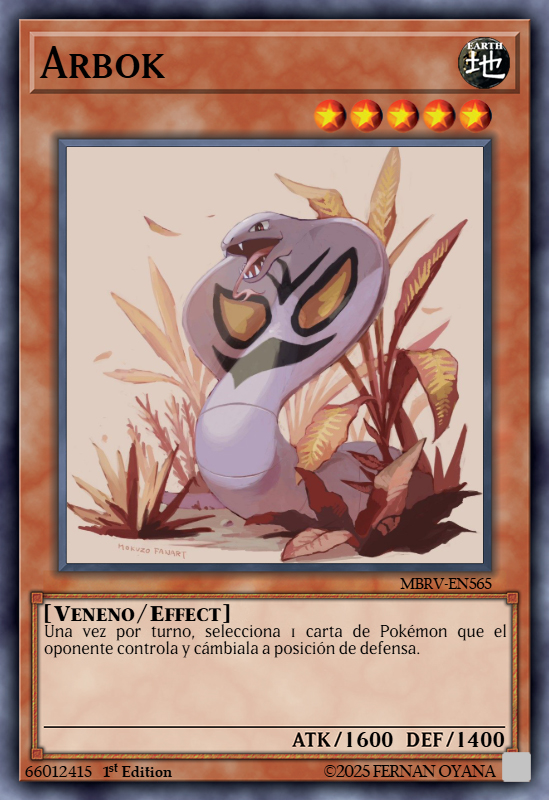 ARBOK
EARTH
地
MOKUZO FANART
MBRV-EN565
[VENENO/EFFECT]
Una vez por turno, selecciona 1 carta de Pokémon que el
oponente controla y cámbiala a posición de defensa.
ATK/1600 DEF/1400
66012415 1st Edition ©2025 FERNAN OYANA